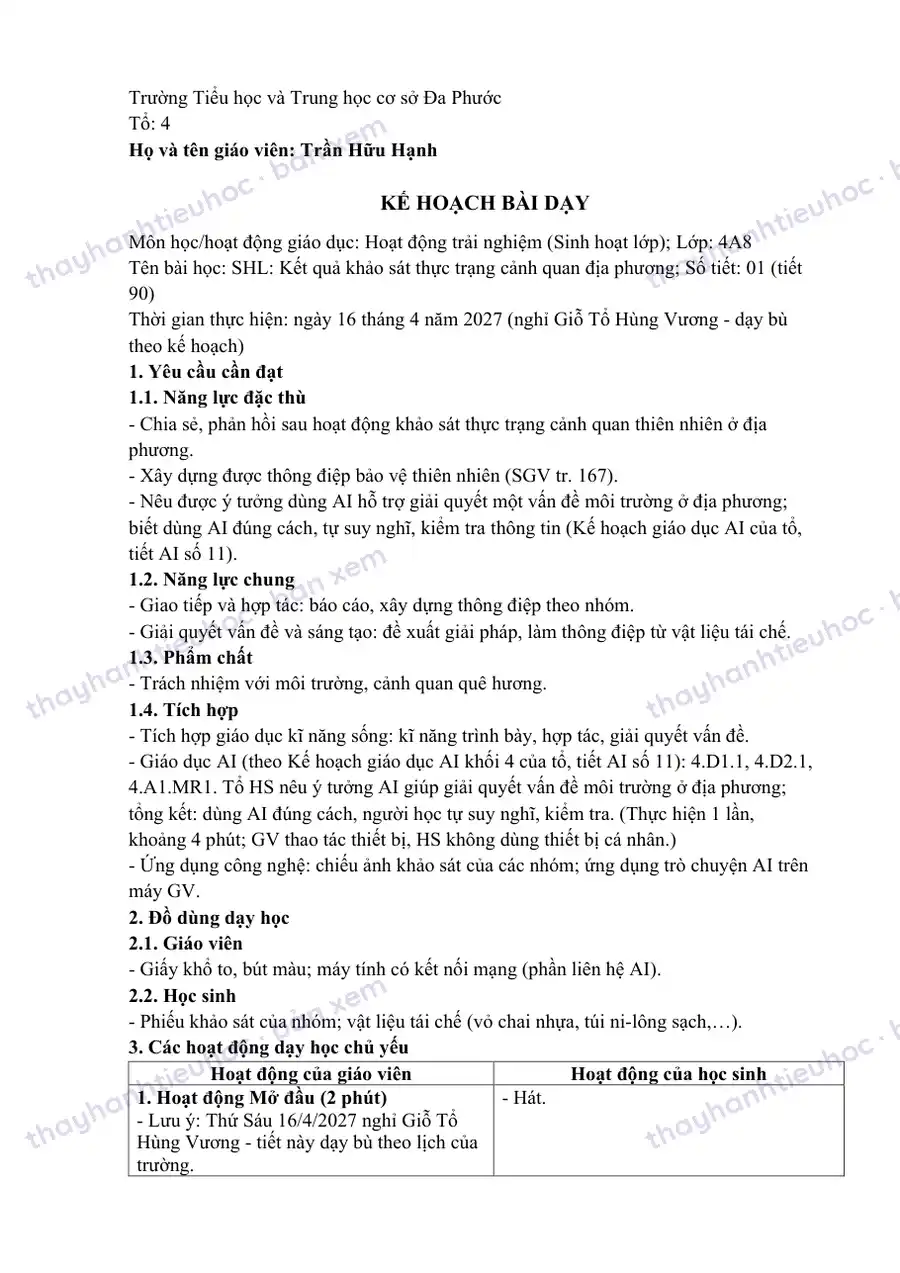 Trường Tiểu học và Trung học cơ sở Đa Phước
Tổ: 4
Họ và tên giáo viên: Trần Hữu Hạnh
KẾ HOẠCH BÀI DẠY
Môn học/hoạt động giáo dục: Hoạt động trải nghiệm (Sinh hoạt lớp); Lớp: 4A8
Tên bài học: SHL: Kết quả khảo sát thực trạng cảnh quan địa phương; Số tiết: 01 (tiết
90)
Thời gian thực hiện: ngày 16 tháng 4 năm 2027 (nghỉ Giỗ Tổ Hùng Vương - dạy bù
theo kế hoạch)
1. Yêu cầu cần đạt
1.1. Năng lực đặc thù
- Chia sẻ, phản hồi sau hoạt động khảo sát thực trạng cảnh quan thiên nhiên ở địa
phương.
- Xây dựng được thông điệp bảo vệ thiên nhiên (SGV tr. 167).
- Nêu được ý tưởng dùng AI hỗ trợ giải quyết một vấn đề môi trường ở địa phương;
biết dùng AI đúng cách, tự suy nghĩ, kiểm tra thông tin (Kế hoạch giáo dục AI của tổ,
tiết AI số 11).
1.2. Năng lực chung
- Giao tiếp và hợp tác: báo cáo, xây dựng thông điệp theo nhóm.
- Giải quyết vấn đề và sáng tạo: đề xuất giải pháp, làm thông điệp từ vật liệu tái chế.
1.3. Phẩm chất
- Trách nhiệm với môi trường, cảnh quan quê hương.
1.4. Tích hợp
- Tích hợp giáo dục kĩ năng sống: kĩ năng trình bày, hợp tác, giải quyết vấn đề.
- Giáo dục AI (theo Kế hoạch giáo dục AI khối 4 của tổ, tiết AI số 11): 4.D1.1, 4.D2.1,
4.A1.MR1. Tổ HS nêu ý tưởng AI giúp giải quyết vấn đề môi trường ở địa phương;
tổng kết: dùng AI đúng cách, người học tự suy nghĩ, kiểm tra. (Thực hiện 1 lần,
khoảng 4 phút; GV thao tác thiết bị, HS không dùng thiết bị cá nhân.)
- Ứng dụng công nghệ: chiếu ảnh khảo sát của các nhóm; ứng dụng trò chuyện AI trên
máy GV.
2. Đồ dùng dạy học
2.1. Giáo viên
- Giấy khổ to, bút màu; máy tính có kết nối mạng (phần liên hệ AI).
2.2. Học sinh
- Phiếu khảo sát của nhóm; vật liệu tái chế (vỏ chai nhựa, túi ni-lông sạch,…).
3. Các hoạt động dạy học chủ yếu
Hoạt động của giáo viên
Hoạt động của học sinh
1. Hoạt động Mở đầu (2 phút)
- Lưu ý: Thứ Sáu 16/4/2027 nghỉ Giỗ Tổ
Hùng Vương - tiết này dạy bù theo lịch của
trường.
- Hát.
thayhanhtieuhoc · bản xem
thayhanhtieuhoc · b
thayhanhtieuhoc · bản xem
thayhanhtieuhoc · b
thayhanhtieuhoc · bản xem
thayhanhtieuhoc · b